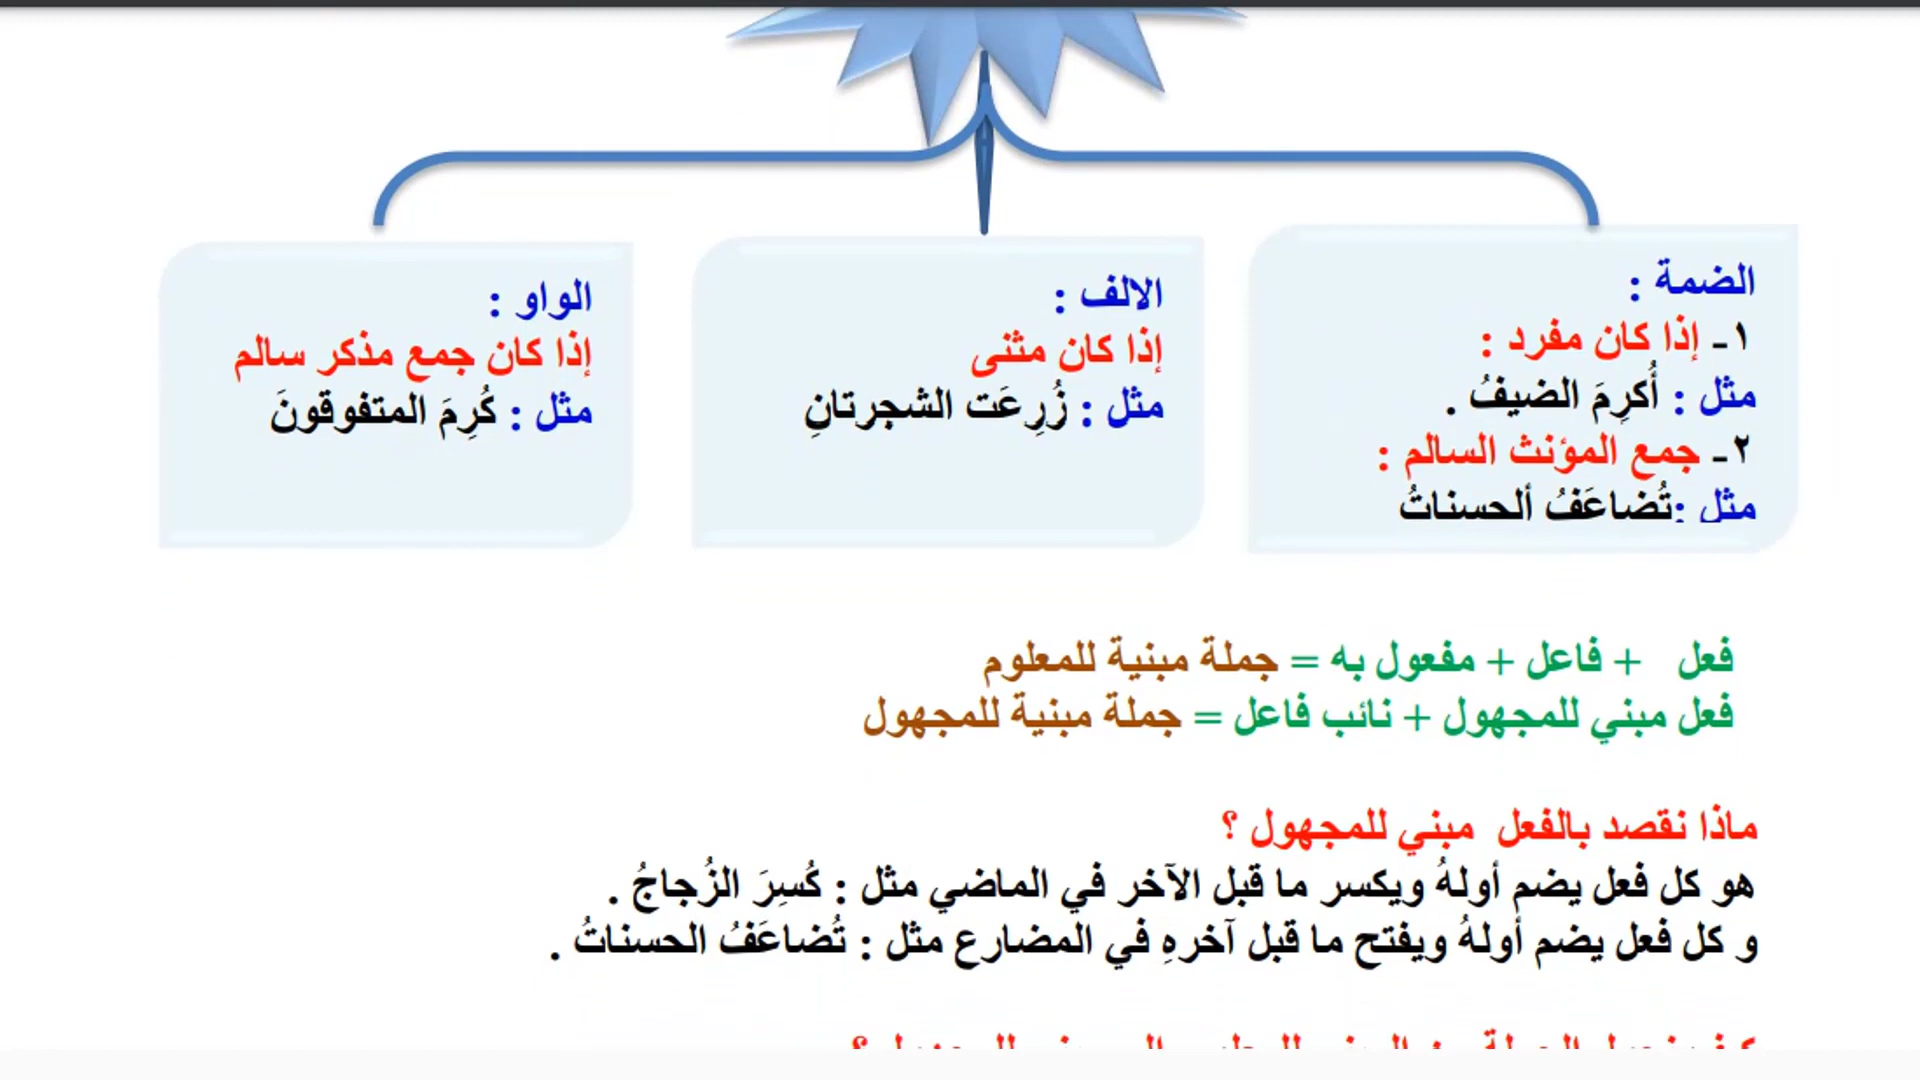 الضمة :
١- إذا كان مفرد :
مثل : أُكرِمَ الضيفُ .
٢- جمع المؤنث السالم :
مثل :تُضاعَفُ ألحسناتُ
الالف :
إذا كان مثنى
مثل : زُرِعَت الشجرتانِ
الواو :
إذا كان جمع مذكر سالم
مثل : كُرِمَ المتفوقونَ
فعل + فاعل + مفعول به = جملة مبنية للمعلوم
فعل مبني للمجهول + نائب فاعل = جملة مبنية للمجهول
ماذا نقصد بالفعل مبني للمجهول ؟
هو كل فعل يضم أولهُ ويكسر ما قبل الآخر في الماضي مثل : كُسِرَ الزُجاجُ .
و كل فعل يضم أولهُ ويفتح ما قبل آخرهِ في المضارع مثل : تُضاعَفُ الحسناتُ .